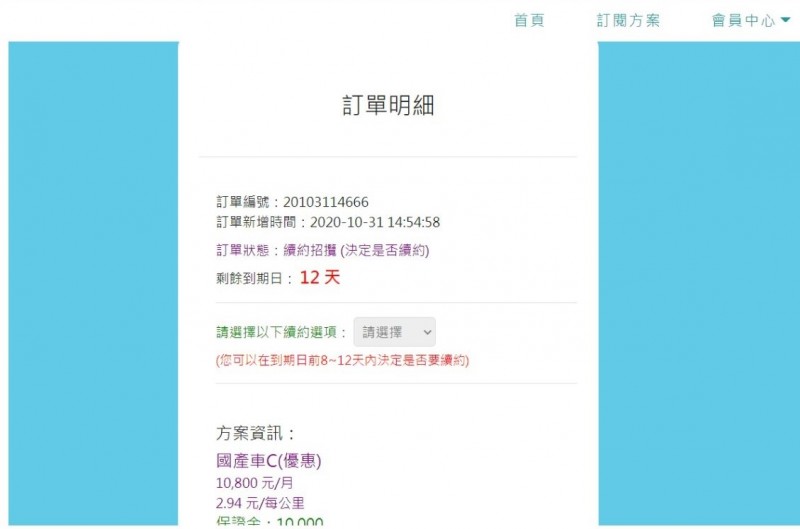 首頁 訂閱方案 會員中心
訂單明細
訂單編號：20103114666
訂單新增時間：2020-10-31 14:54:58
訂單狀態：續約招攬 (決定是否續約)
剩餘到期日： 12 天
請選擇以下續約選項： 請選擇
(您可以在到期日前8~12天內決定是否要續約)
方案資訊：
國產車C(優惠)
10,800 元/月
2.94 元/每公里
保證金：10,000